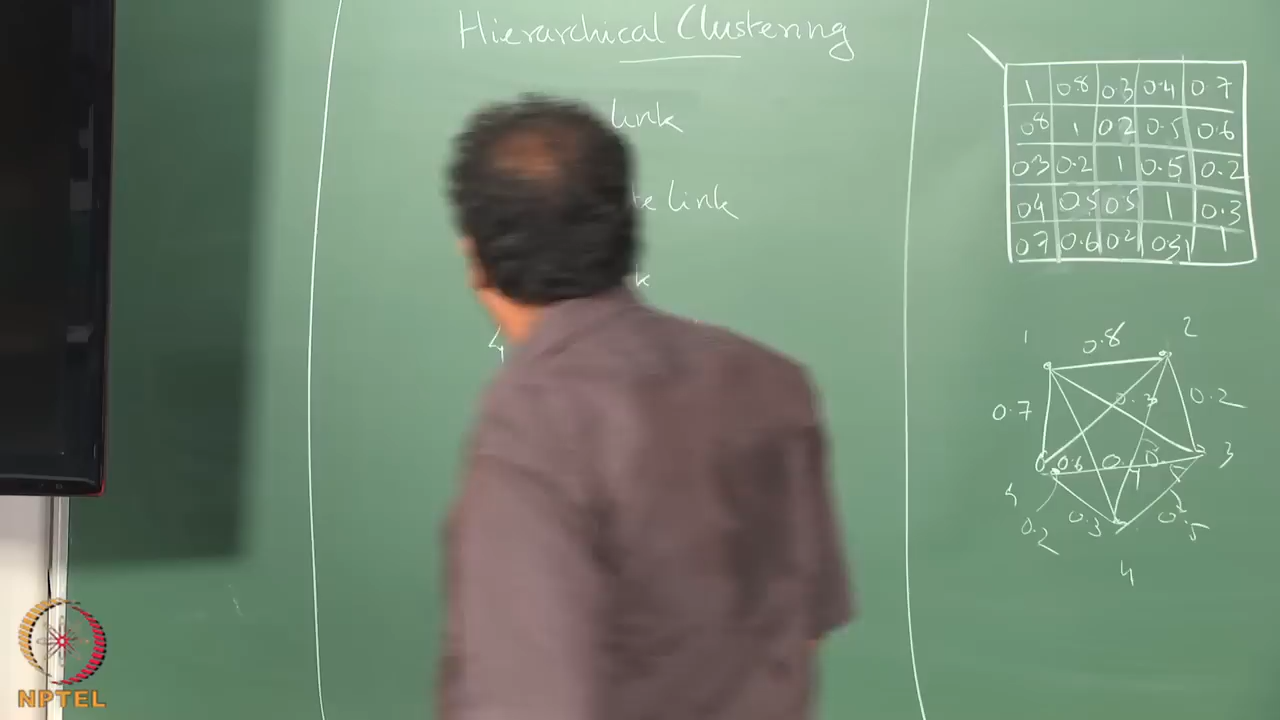 Hierarchical Clustering
link
te link
k
1 0.8 0.3 0.4 0.7
0.8 1 0.2 0.5 0.6
0.3 0.2 1 0.5 0.2
0.4 0.5 0.5 1 0.3
0.7 0.6 0.2 0.3 1
1 0.8 2
0.7 0.3 0.2
0.6 3
0.2 0.3 0.5
4
NPTEL